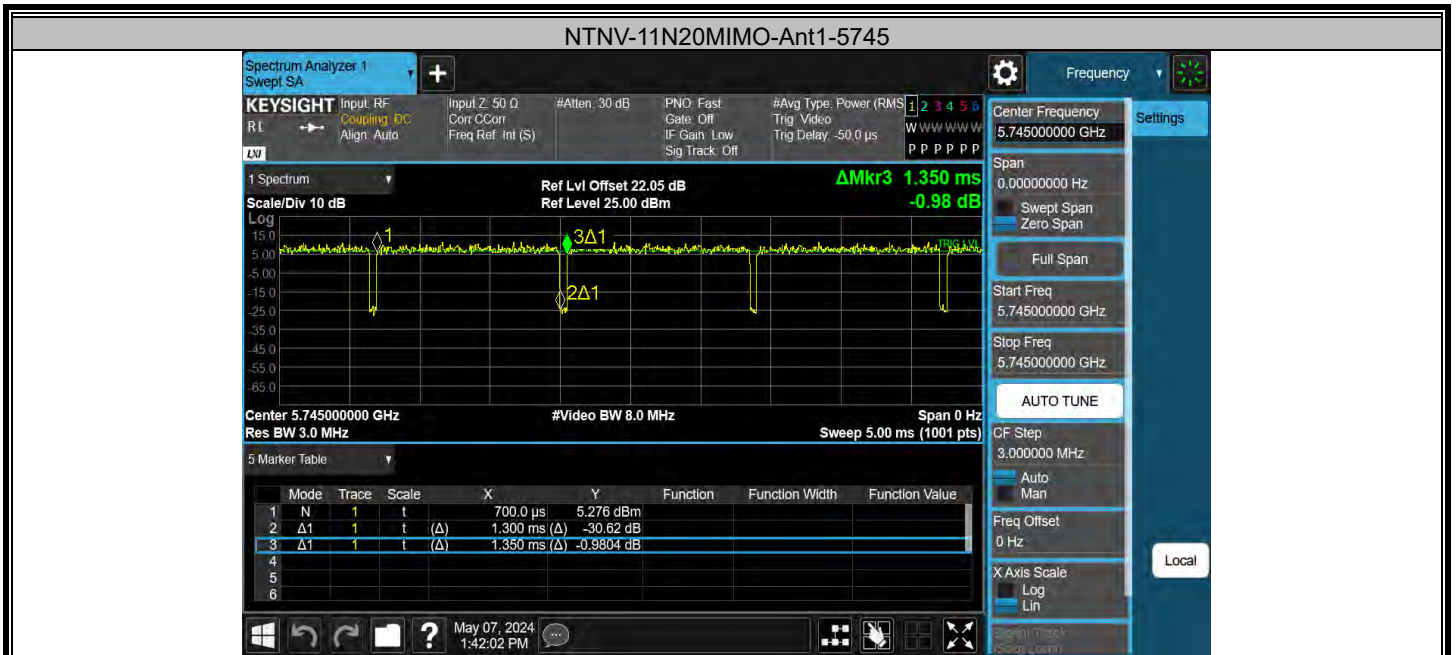 NTNV-11N20MIMO-Ant1-5745
Spectrum Analyzer 1
Swept SA
Frequency
KEYSIGHT
RL
LXI
Input: RF
Coupling: DC
Align: Auto
Input Z: 50 Ω
Corr CCorr
Freq Ref: Int (S)
#Atten: 30 dB
PNO: Fast
Gate: Off
IF Gain: Low
Sig Track: Off
#Avg Type: Power (RMS
Trig: Video
Trig Delay: -50.0 µs
1 2 3 4 5 6
W W W W W W
P P P P P P
Center Frequency
5.745000000 GHz
Settings
Span
0.00000000 Hz
Swept Span
Zero Span
Full Span
Start Freq
5.745000000 GHz
Stop Freq
5.745000000 GHz
AUTO TUNE
CF Step
3.000000 MHz
Auto
Man
Freq Offset
0 Hz
X Axis Scale
Log
Lin
Signal Track
(Span Zoom)
Local
1 Spectrum
Scale/Div 10 dB
Ref Lvl Offset 22.05 dB
Ref Level 25.00 dBm
ΔMkr3 1.350 ms
-0.98 dB
Log
15.0
5.00
-5.00
-15.0
-25.0
-35.0
-45.0
-55.0
-65.0
1
3Δ1
2Δ1
TRIG LVL
Center 5.745000000 GHz
#Video BW 8.0 MHz
Span 0 Hz
Res BW 3.0 MHz
Sweep 5.00 ms (1001 pts)
5 Marker Table
Mode Trace Scale X Y Function Function Width Function Value
1 N 1 t 700.0 µs 5.276 dBm
2 Δ1 1 t (Δ) 1.300 ms (Δ) -30.62 dB
3 Δ1 1 t (Δ) 1.350 ms (Δ) -0.9804 dB
4
5
6
?
May 07, 2024
1:42:02 PM